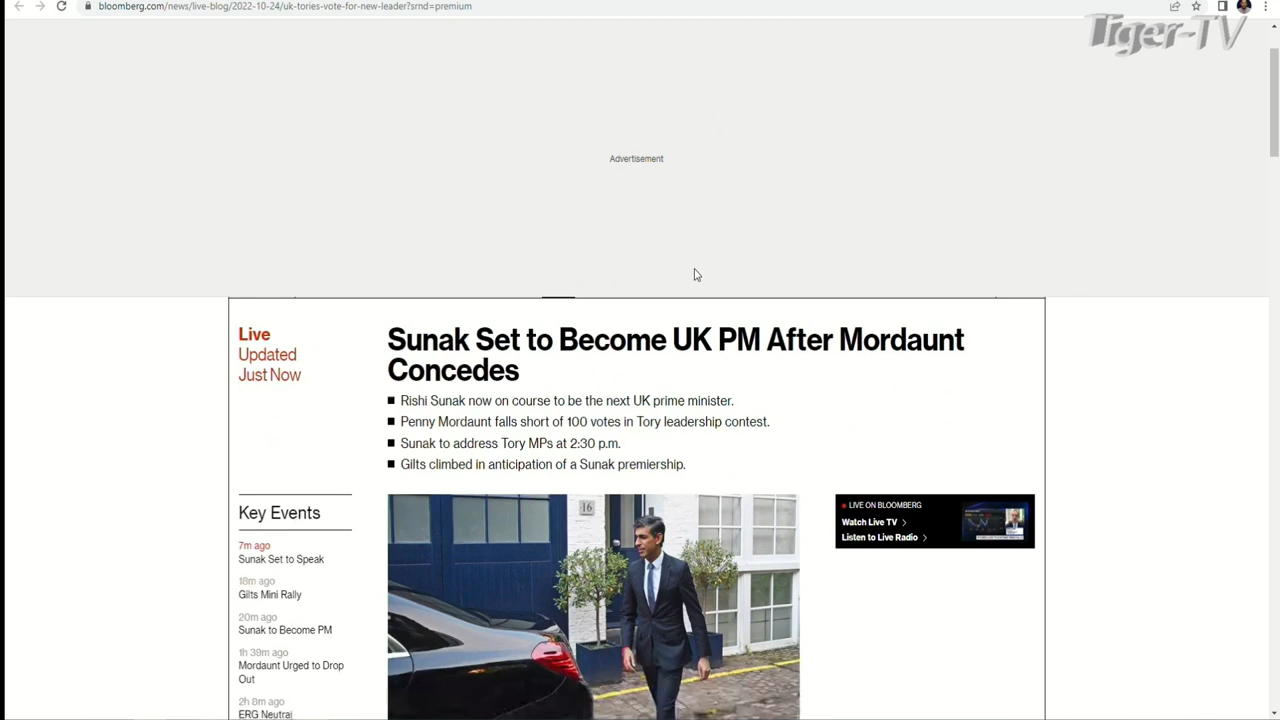 bloomberg.com/news/live-blog/2022-10-24/uk-tories-vote-for-new-leader?srnd=premium
Tiger-TV
Advertisement
Live
Updated
Just Now
Sunak Set to Become UK PM After Mordaunt
Concedes
Rishi Sunak now on course to be the next UK prime minister.
Penny Mordaunt falls short of 100 votes in Tory leadership contest.
Sunak to address Tory MPs at 2:30 p.m.
Gilts climbed in anticipation of a Sunak premiership.
Key Events
7m ago
Sunak Set to Speak
18m ago
Gilts Mini Rally
20m ago
Sunak to Become PM
1h 39m ago
Mordaunt Urged to Drop
Out
2h 8m ago
ERG Neutral
16
LIVE ON BLOOMBERG
Watch Live TV
Listen to Live Radio